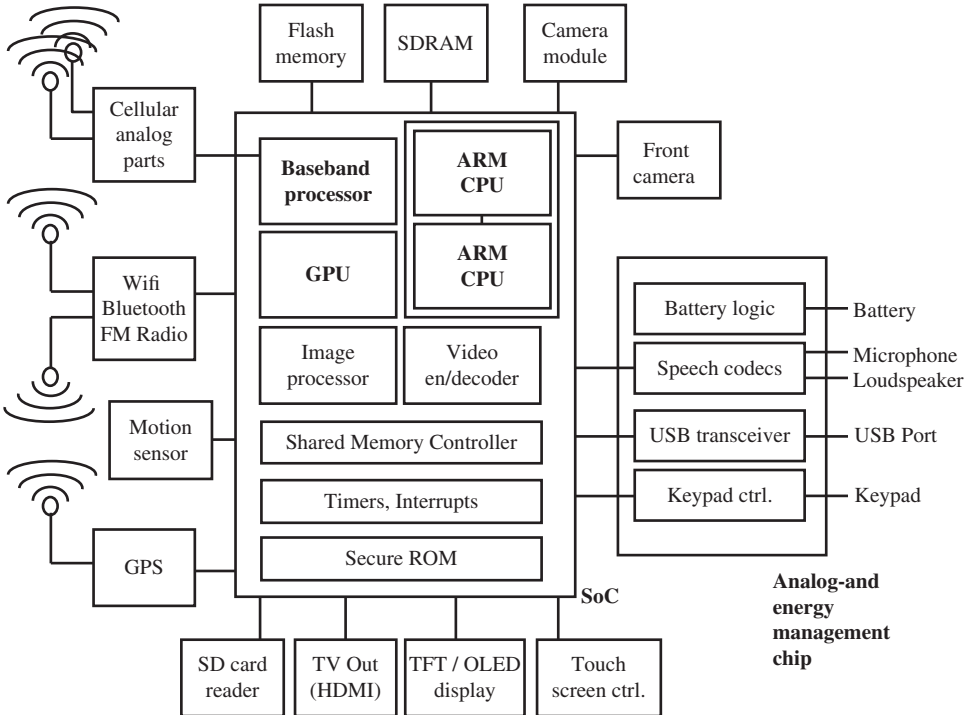 Flash
memory
SDRAM
Camera
module
Cellular
analog
parts
Baseband
processor
ARM
CPU
Front
camera
GPU
ARM
CPU
Wifi
Bluetooth
FM Radio
Battery logic
Battery
Image
processor
Video
en/decoder
Speech codecs
Microphone
Loudspeaker
Motion
sensor
Shared Memory Controller
USB transceiver
USB Port
Timers, Interrupts
Keypad ctrl.
Keypad
GPS
Secure ROM
SoC
Analog-and
energy
management
chip
SD card
reader
TV Out
(HDMI)
TFT / OLED
display
Touch
screen ctrl.